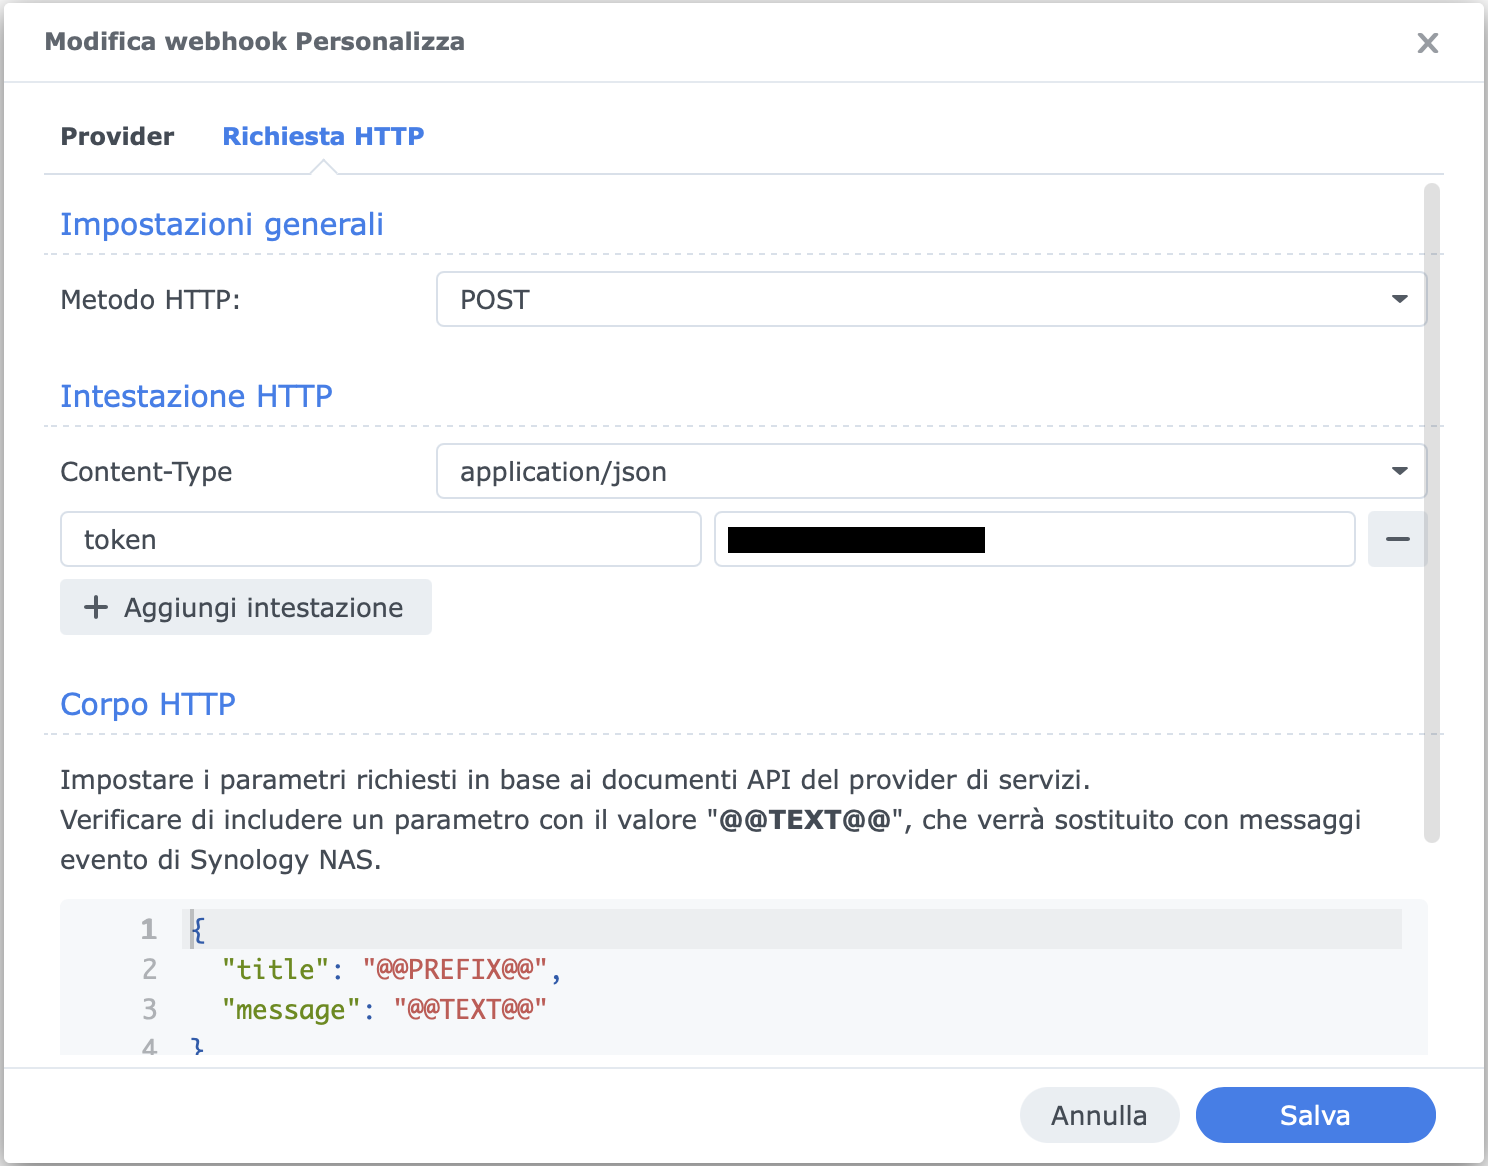 Modifica webhook Personalizza
Provider
Richiesta HTTP
Impostazioni generali
Metodo HTTP:
POST
Intestazione HTTP
Content-Type
application/json
token
Aggiungi intestazione
Corpo HTTP
Impostare i parametri richiesti in base ai documenti API del provider di servizi.
Verificare di includere un parametro con il valore "@@TEXT@@", che verrà sostituito con messaggi
evento di Synology NAS.
1 {
2 "title": "@@PREFIX@@",
3 "message": "@@TEXT@@"
4 }
Annulla
Salva